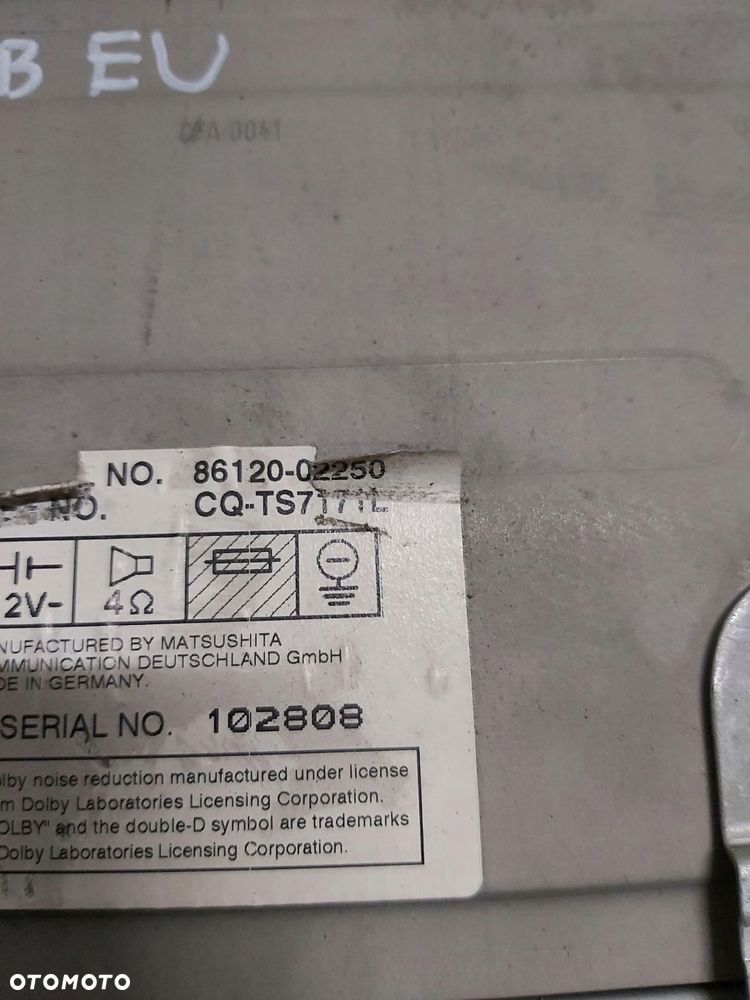 B EU
CFA 0041
NO. 86120-02250
NO. CQ-TS7171L
2V-
4Ω
NUFACTURED BY MATSUSHITA
MMUNICATION DEUTSCHLAND GmbH
DE IN GERMANY.
SERIAL NO. 102808
olby noise reduction manufactured under license
m Dolby Laboratories Licensing Corporation.
OLBY" and the double-D symbol are trademarks
Dolby Laboratories Licensing Corporation.
OTOMOTO